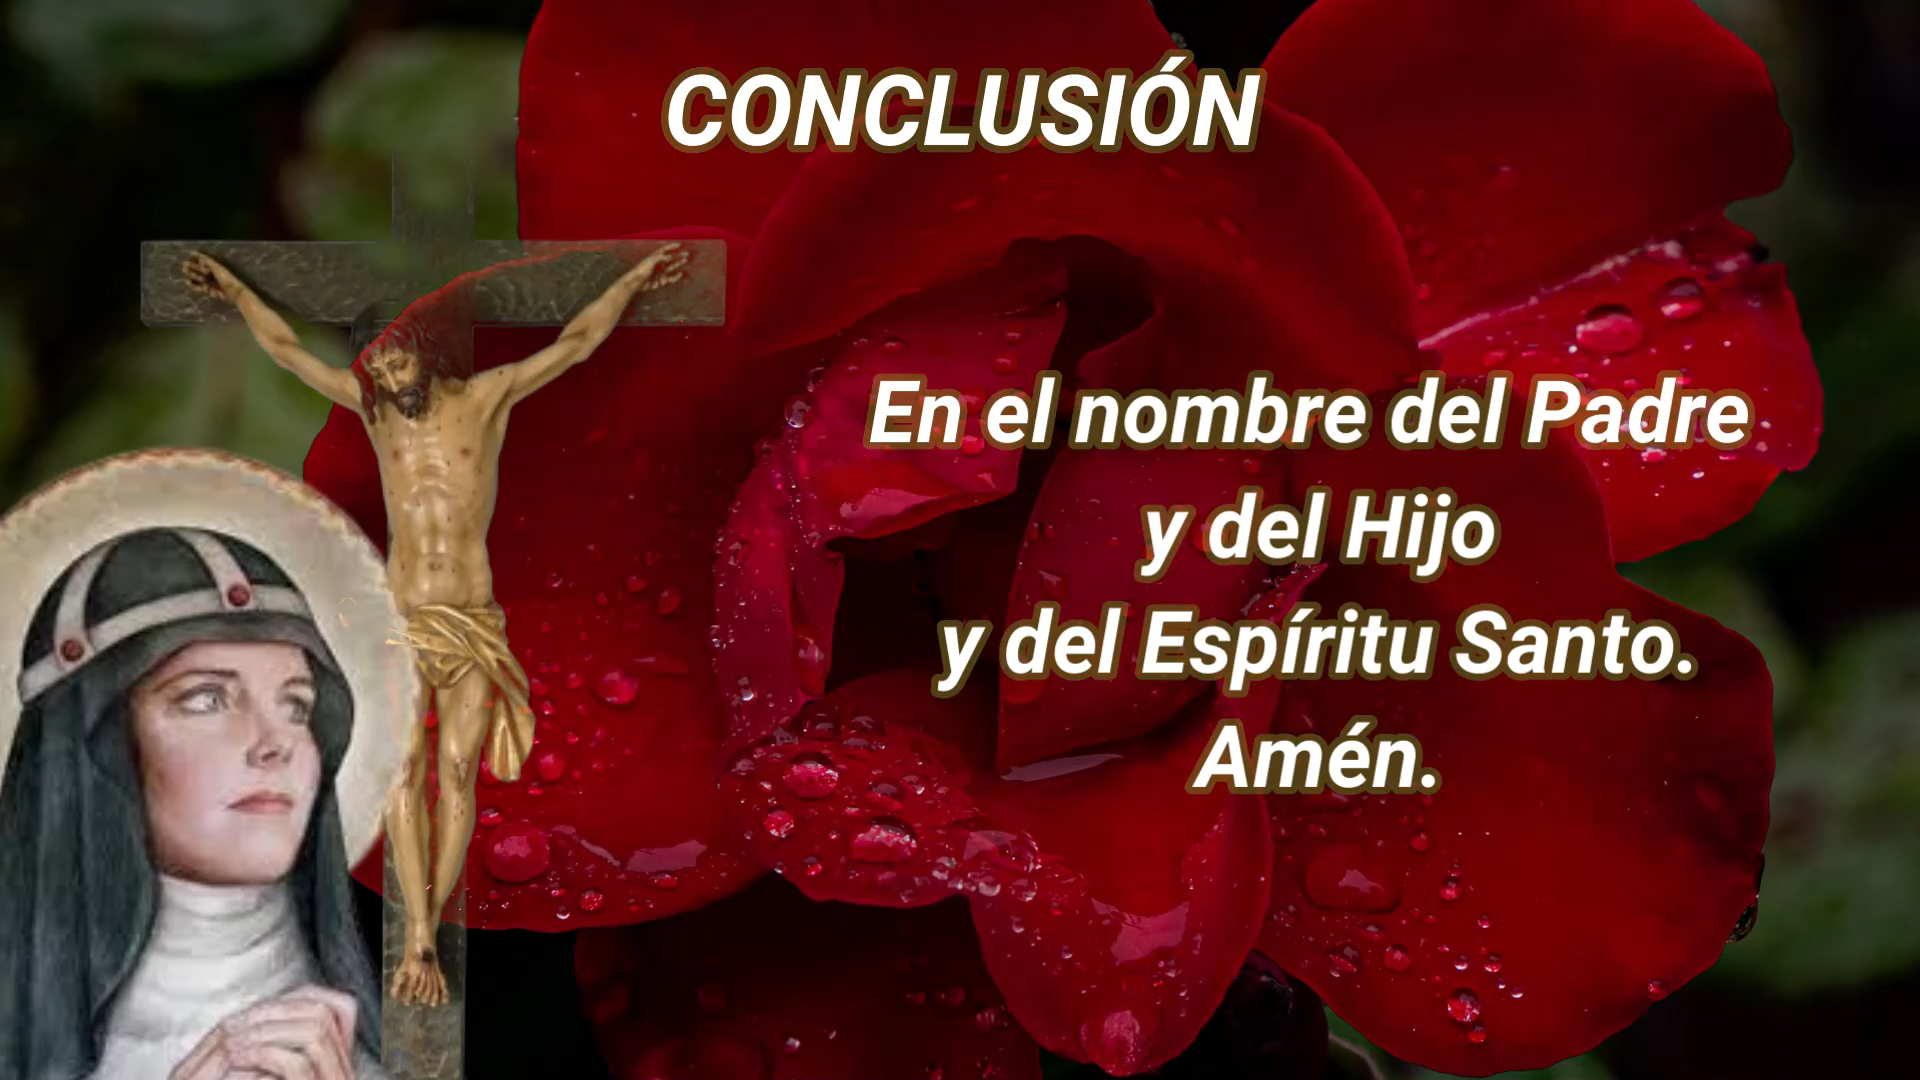 CONCLUSIÓN
En el nombre del Padre
y del Hijo
y del Espíritu Santo.
Amén.